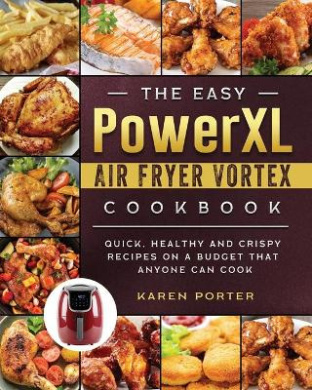 THE EASY
PowerXL
AIR FRYER VORTEX
COOKBOOK
QUICK, HEALTHY AND CRISPY
RECIPES ON A BUDGET THAT
ANYONE CAN COOK
KAREN PORTER